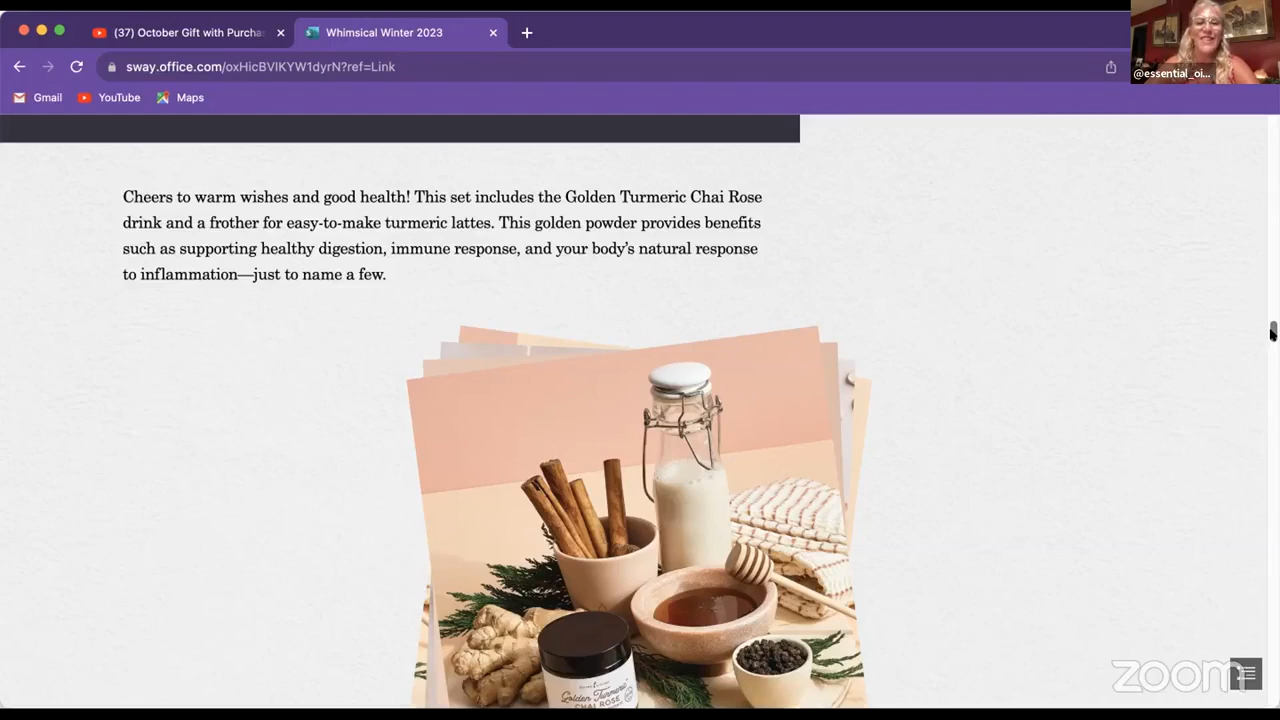 (37) October Gift with Purcha
Whimsical Winter 2023
sway.office.com/oxHicBVlKYW1dyrN?ref=Link
@essential_oi...
Gmail
YouTube
Maps
Cheers to warm wishes and good health! This set includes the Golden Turmeric Chai Rose
drink and a frother for easy-to-make turmeric lattes. This golden powder provides benefits
such as supporting healthy digestion, immune response, and your body’s natural response
to inflammation—just to name a few.
Golden Turmeric
CHAI ROSE
zoom